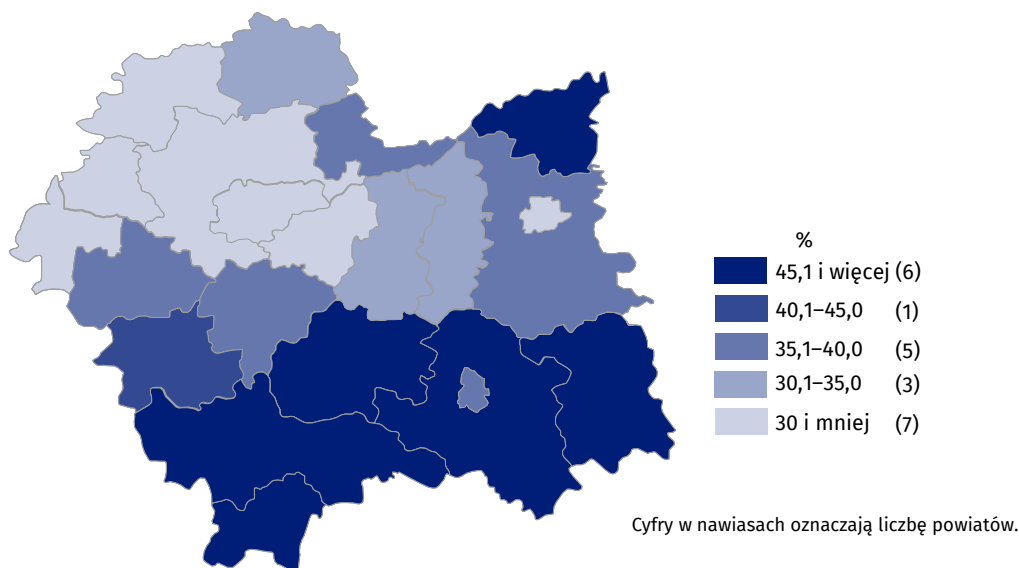 %
45,1 i więcej (6)
40,1–45,0 (1)
35,1–40,0 (5)
30,1–35,0 (3)
30 i mniej (7)
Cyfry w nawiasach oznaczają liczbę powiatów.